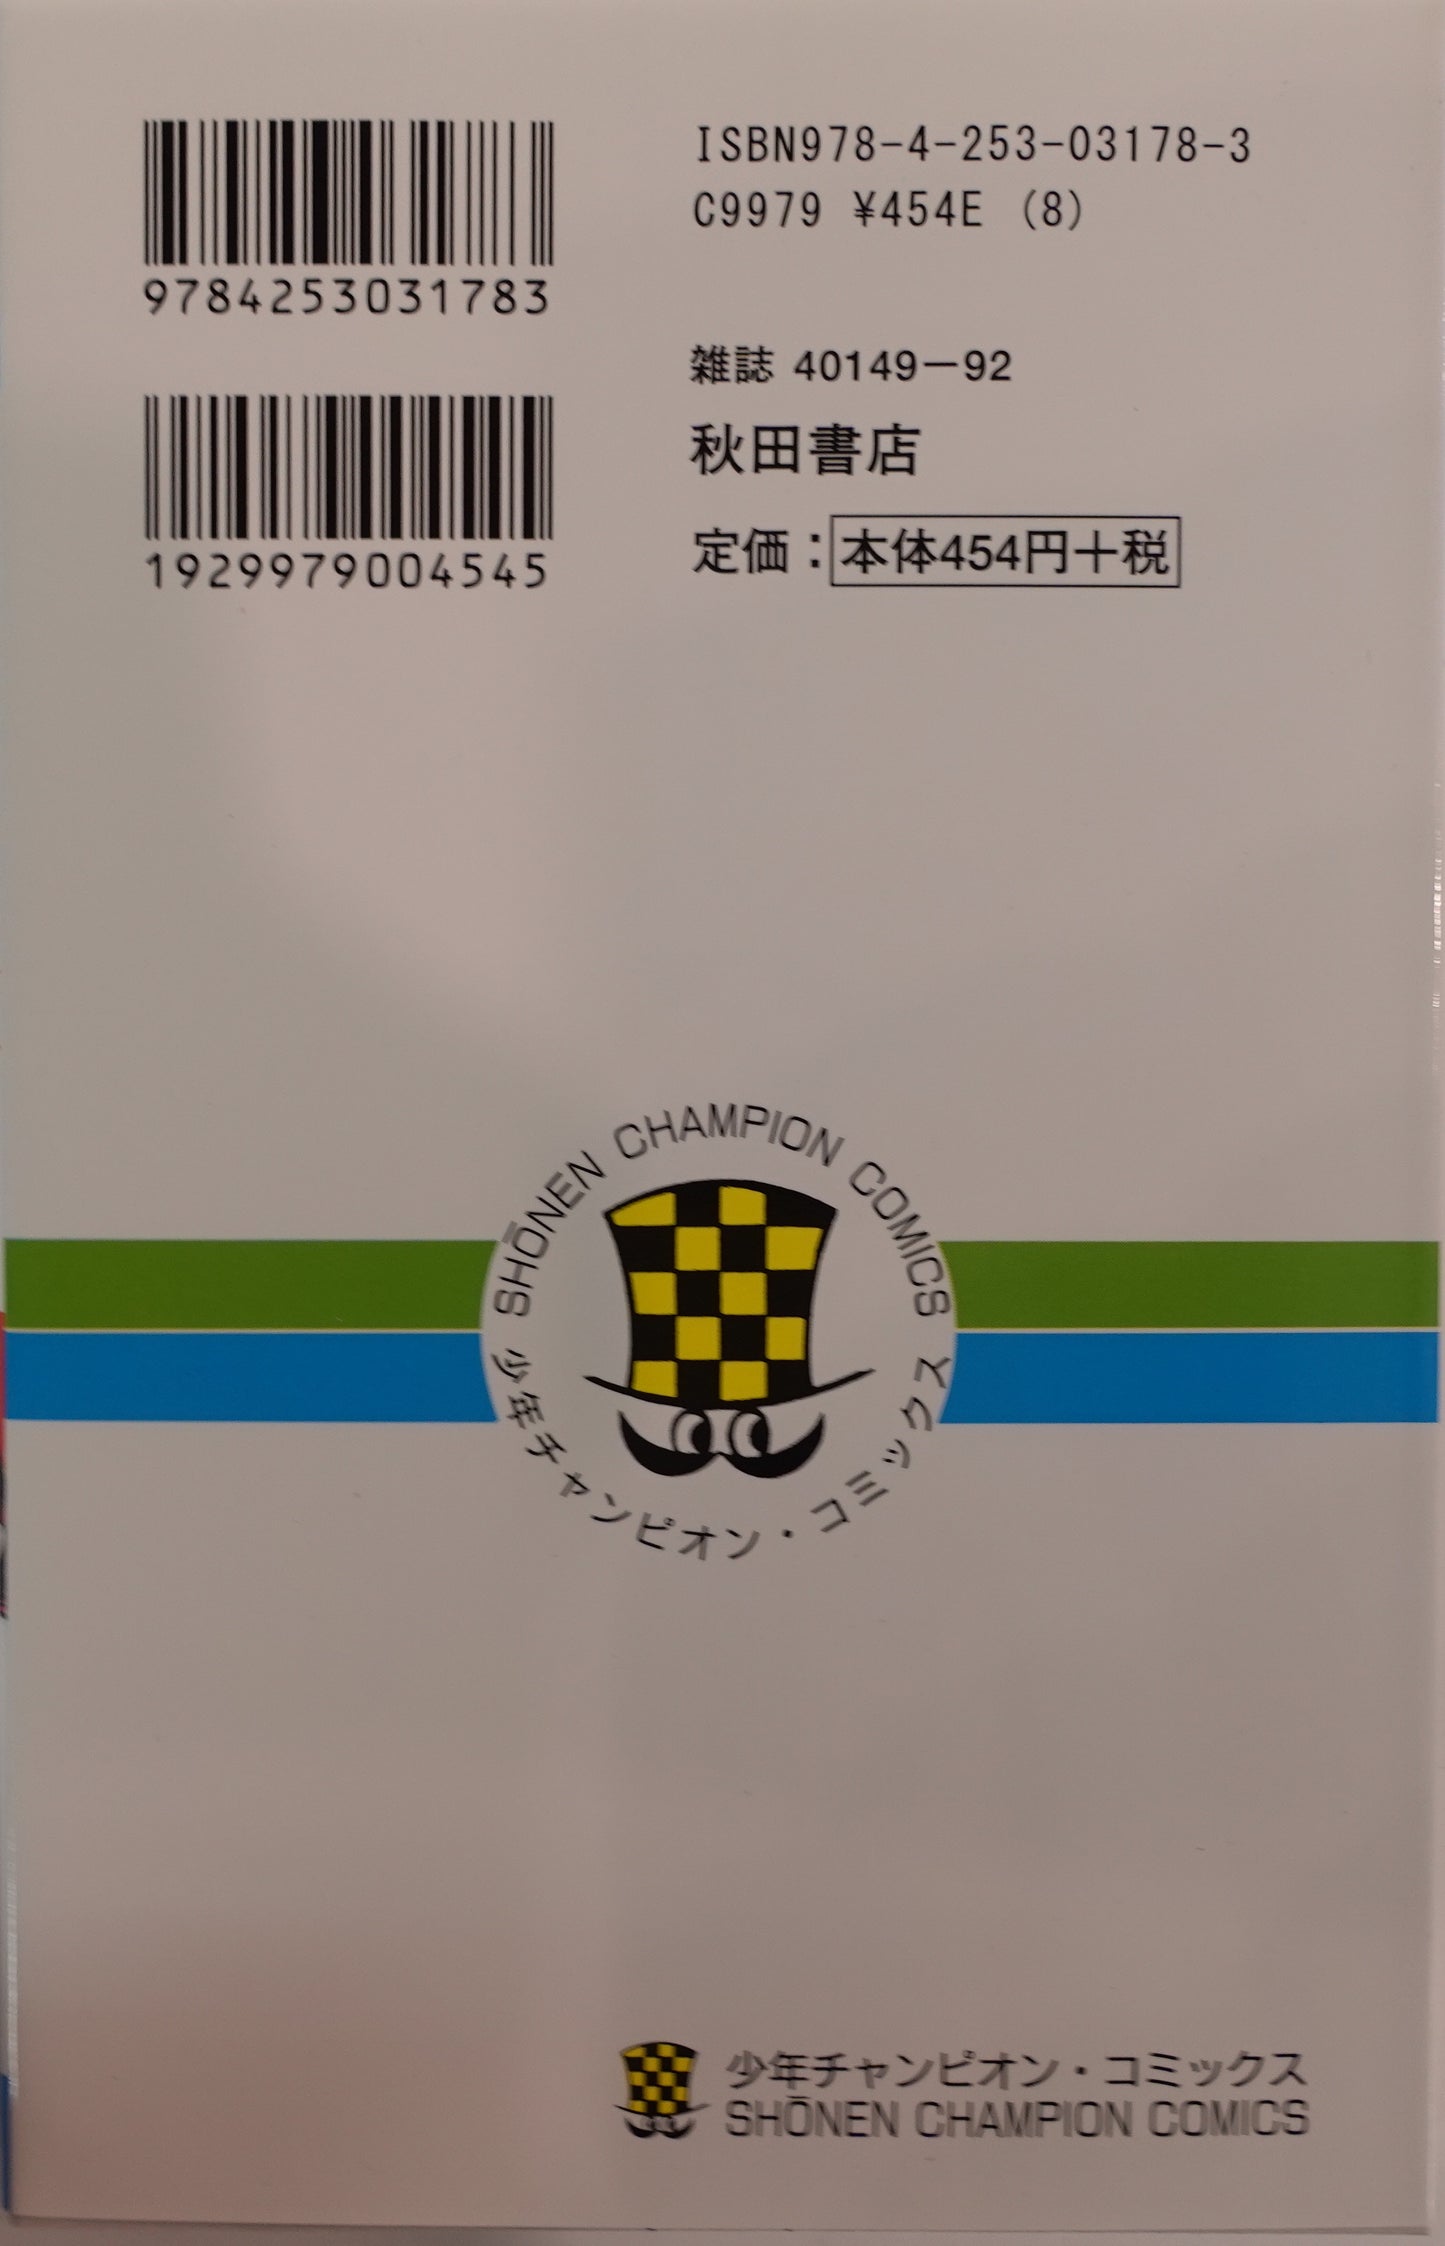 9784253031783
1929979004545
ISBN978-4-253-03178-3
C9979 ¥454E (8)
雑誌 40149-92
秋田書店
定価：本体454円+税
SHŌNEN CHAMPION COMICS
少年チャンピオン・コミックス
少年チャンピオン・コミックス
SHŌNEN CHAMPION COMICS